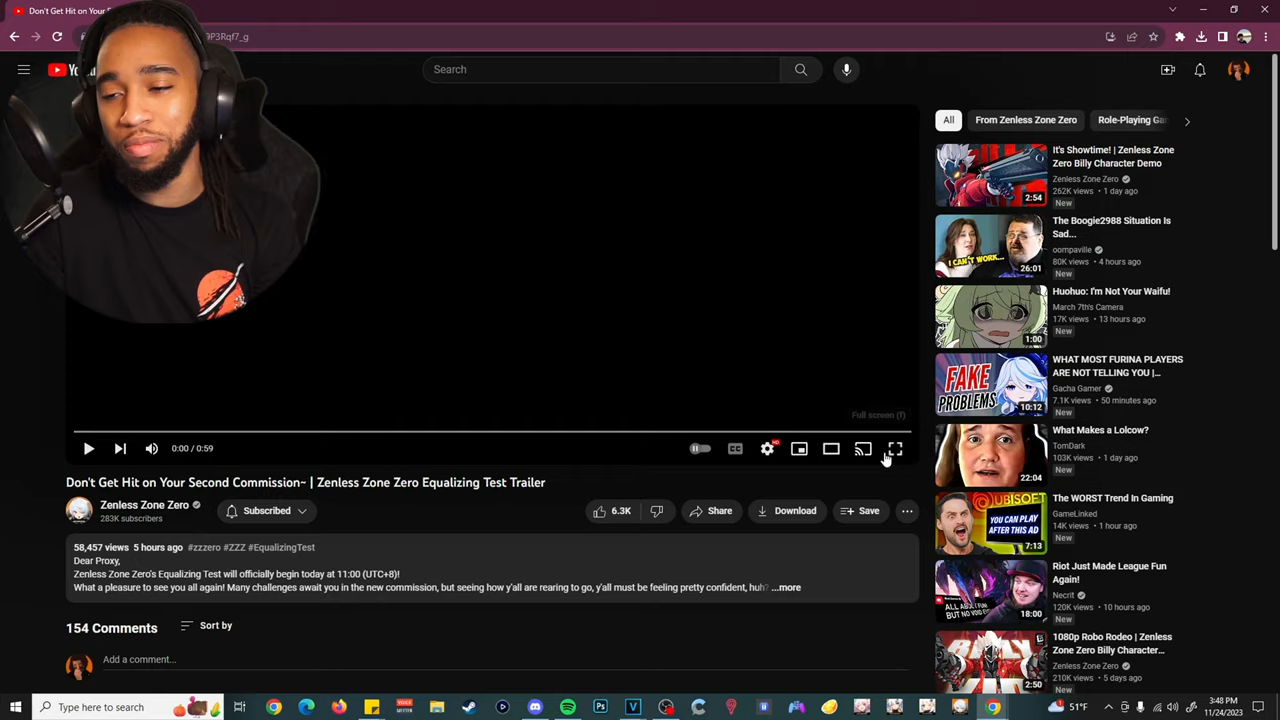 Don't Get Hit on Your S
9P3Rqf7_g
Search
All
From Zenless Zone Zero
Role-Playing Ga
It's Showtime! | Zenless Zone
Zero Billy Character Demo
Zenless Zone Zero
262K views • 1 day ago
New
2:54
The Boogie2988 Situation Is
Sad...
oompaville
80K views • 4 hours ago
New
I CAN'T WORK...
26:01
Huohuo: I'm Not Your Waifu!
March 7th's Camera
17K views • 13 hours ago
New
1:00
WHAT MOST FURINA PLAYERS
ARE NOT TELLING YOU |...
Gacha Gamer
7.1K views • 50 minutes ago
New
FAKE
PROBLEMS
10:12
What Makes a Lolcow?
TomDark
103K views • 1 day ago
New
22:04
The WORST Trend In Gaming
GameLinked
14K views • 1 hour ago
New
UBISOFT
YOU CAN PLAY
AFTER THIS AD
7:13
Riot Just Made League Fun
Again!
Necrit
120K views • 10 hours ago
New
18:00
1080p Robo Rodeo | Zenless
Zone Zero Billy Character...
Zenless Zone Zero
210K views • 5 days ago
New
2:50
Full screen (f)
0:00 / 0:59
CC
HD
Don't Get Hit on Your Second Commission~ | Zenless Zone Zero Equalizing Test Trailer
Zenless Zone Zero
283K subscribers
Subscribed
6.3K
Share
Download
Save
58,457 views 5 hours ago #zzzero #ZZZ #EqualizingTest
Dear Proxy,
Zenless Zone Zero's Equalizing Test will officially begin today at 11:00 (UTC+8)!
What a pleasure to see you all again! Many challenges await you in the new commission, but seeing how y'all are rearing to go, y'all must be feeling pretty confident, huh? ...more
154 Comments
Sort by
Add a comment...
Type here to search
51°F
3:48 PM
11/24/2023